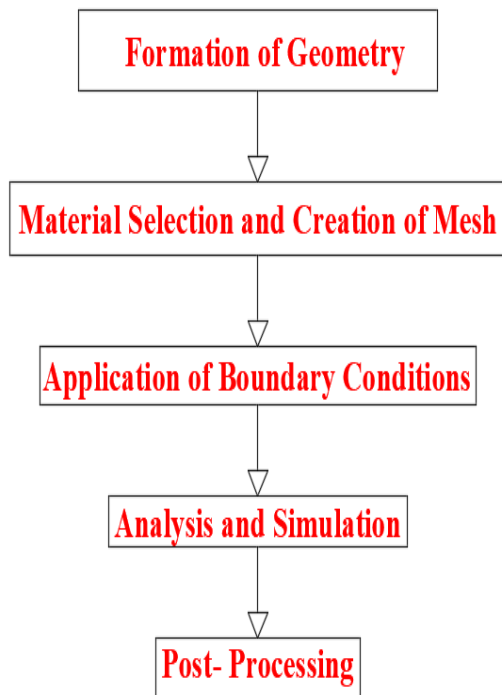 Formation of Geometry
Material Selection and Creation of Mesh
Application of Boundary Conditions
Analysis and Simulation
Post- Processing